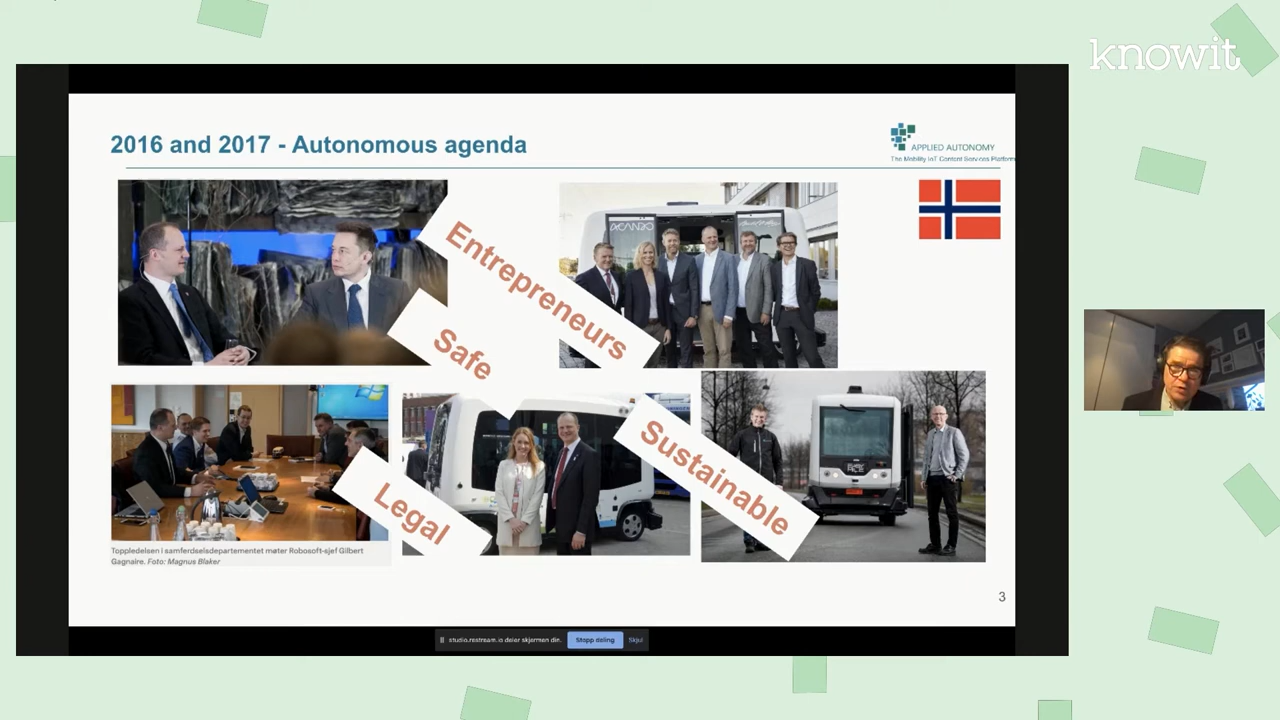 knowit
2016 and 2017 - Autonomous agenda
APPLIED AUTONOMY
The Mobility IoT Content Services Platform
Entrepreneurs
Safe
Sustainable
Legal
Toppledelsen i samferdselsdepartementet møter Robosoft-sjef Gilbert
Gagnaire. Foto: Magnus Blaker
3
studio.restream.io deler skjermen din.
Stopp deling
Skjul